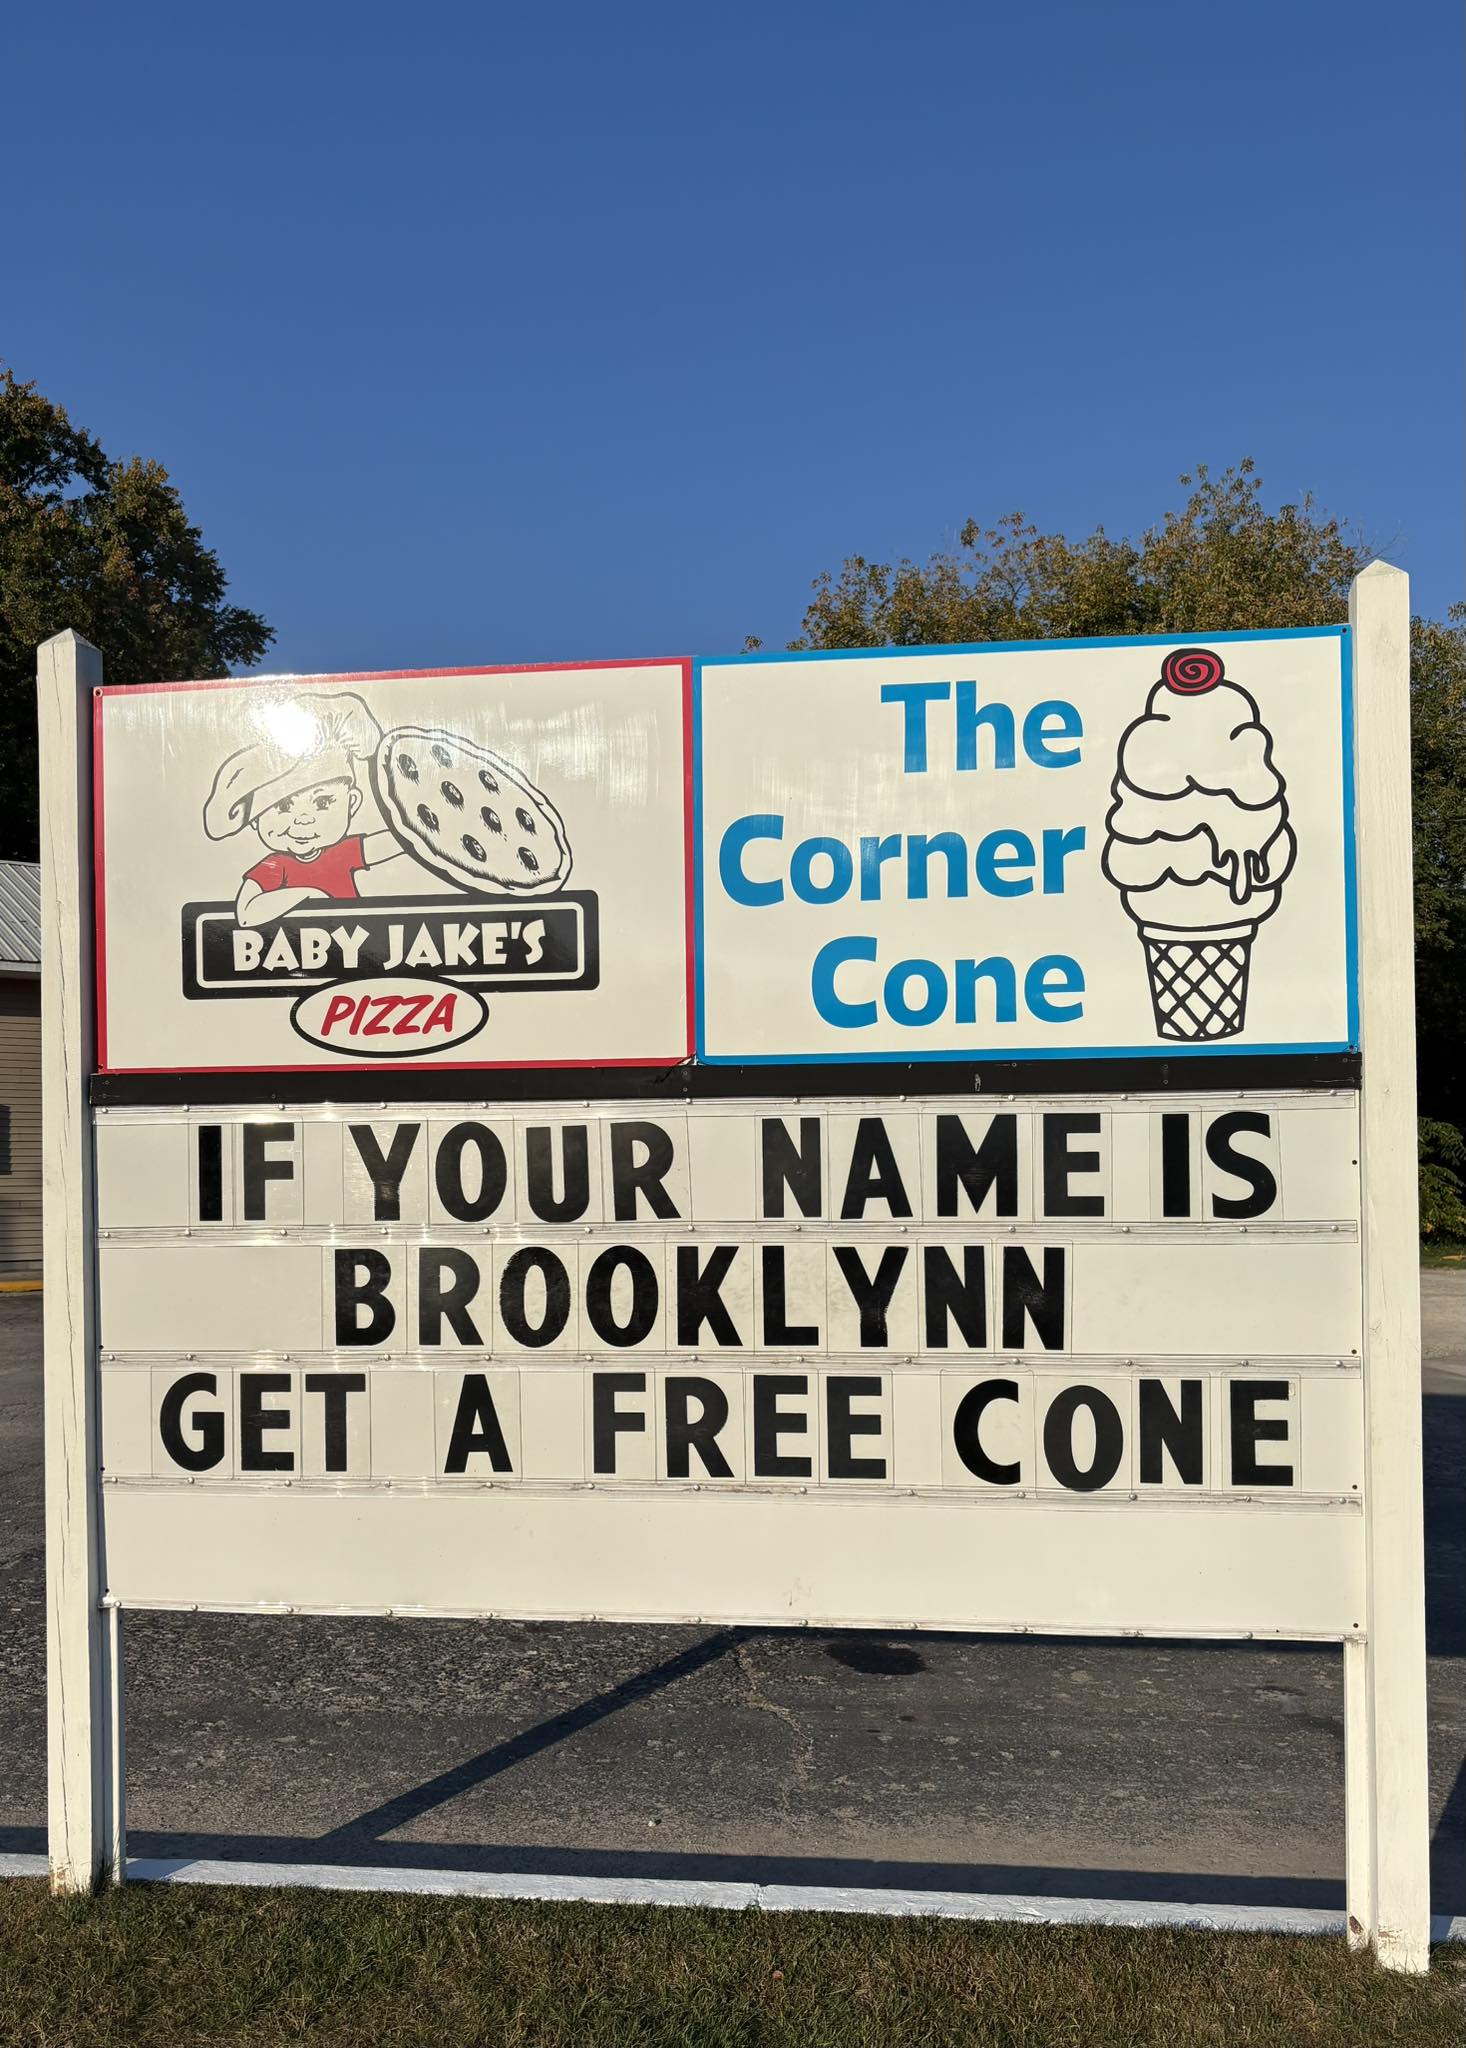 BABY JAKE'S
PIZZA
The
Corner
Cone
IF YOUR NAME IS
BROOKLYNN
GET A FREE CONE